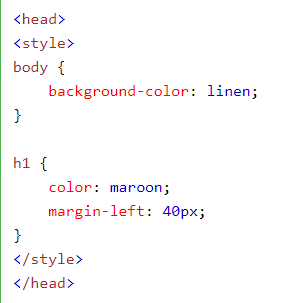 <head>
<style>
body {
    background-color: linen;
}

h1 {
    color: maroon;
    margin-left: 40px;
}
</style>
</head>